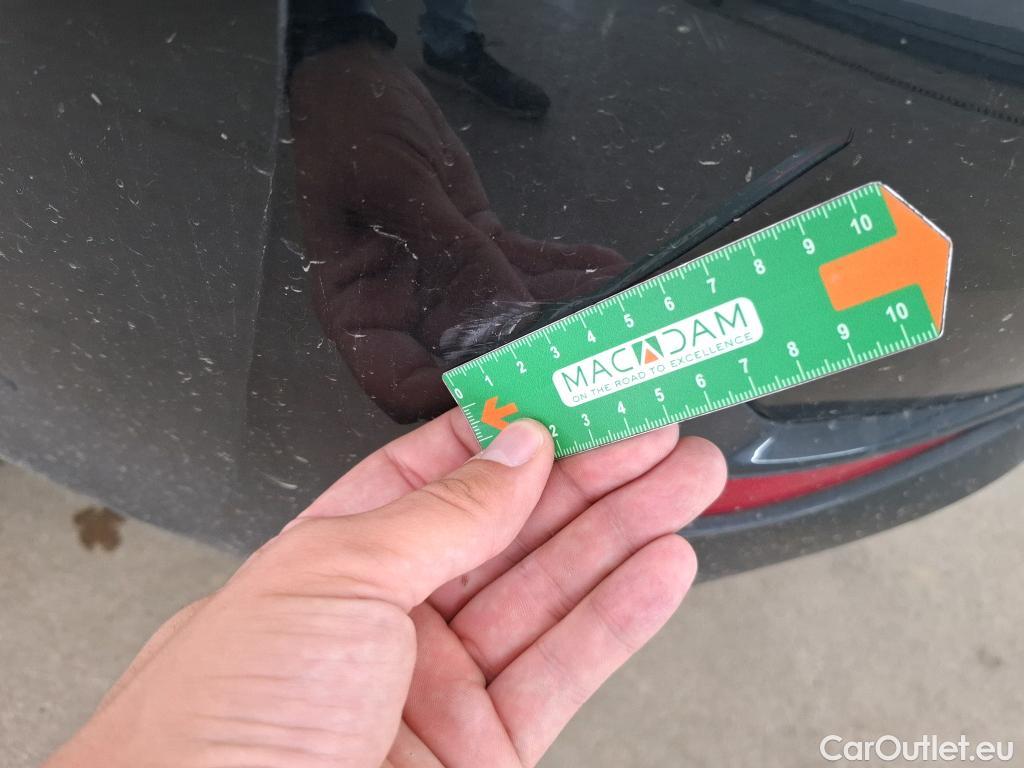 0 1 2 3 4 5 6 7 8 9 10
MACADAM
ON THE ROAD TO EXCELLENCE
2 3 4 5 6 7 8 9 10
CarOutlet.eu